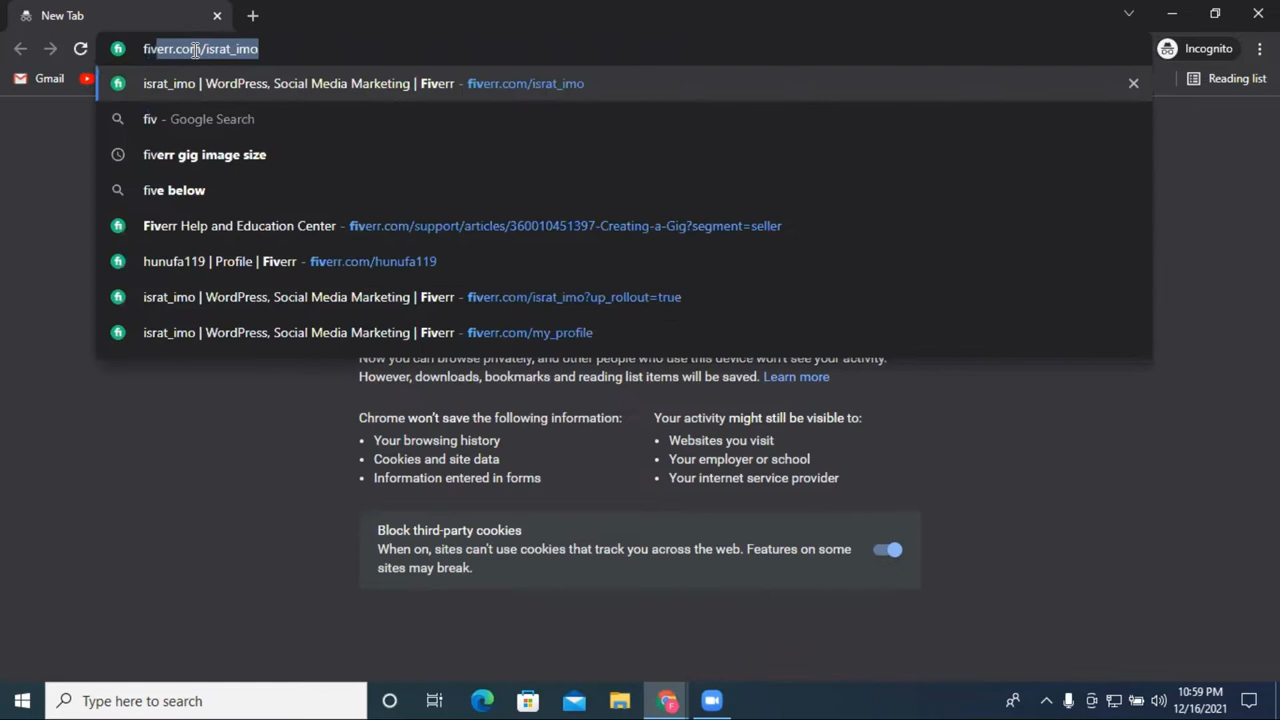 New Tab
fiverr.com/israt_imo
Incognito
Gmail
Reading list
israt_imo | WordPress, Social Media Marketing | Fiverr - fiverr.com/israt_imo
fiv - Google Search
fiverr gig image size
five below
Fiverr Help and Education Center - fiverr.com/support/articles/360010451397-Creating-a-Gig?segment=seller
hunufa119 | Profile | Fiverr - fiverr.com/hunufa119
israt_imo | WordPress, Social Media Marketing | Fiverr - fiverr.com/israt_imo?up_rollout=true
israt_imo | WordPress, Social Media Marketing | Fiverr - fiverr.com/my_profile
Now you can browse privately, and other people who use this device won't see your activity.
However, downloads, bookmarks and reading list items will be saved. Learn more
Chrome won't save the following information:
• Your browsing history
• Cookies and site data
• Information entered in forms
Your activity might still be visible to:
• Websites you visit
• Your employer or school
• Your internet service provider
Block third-party cookies
When on, sites can't use cookies that track you across the web. Features on some
sites may break.
Type here to search
10:59 PM
12/16/2021